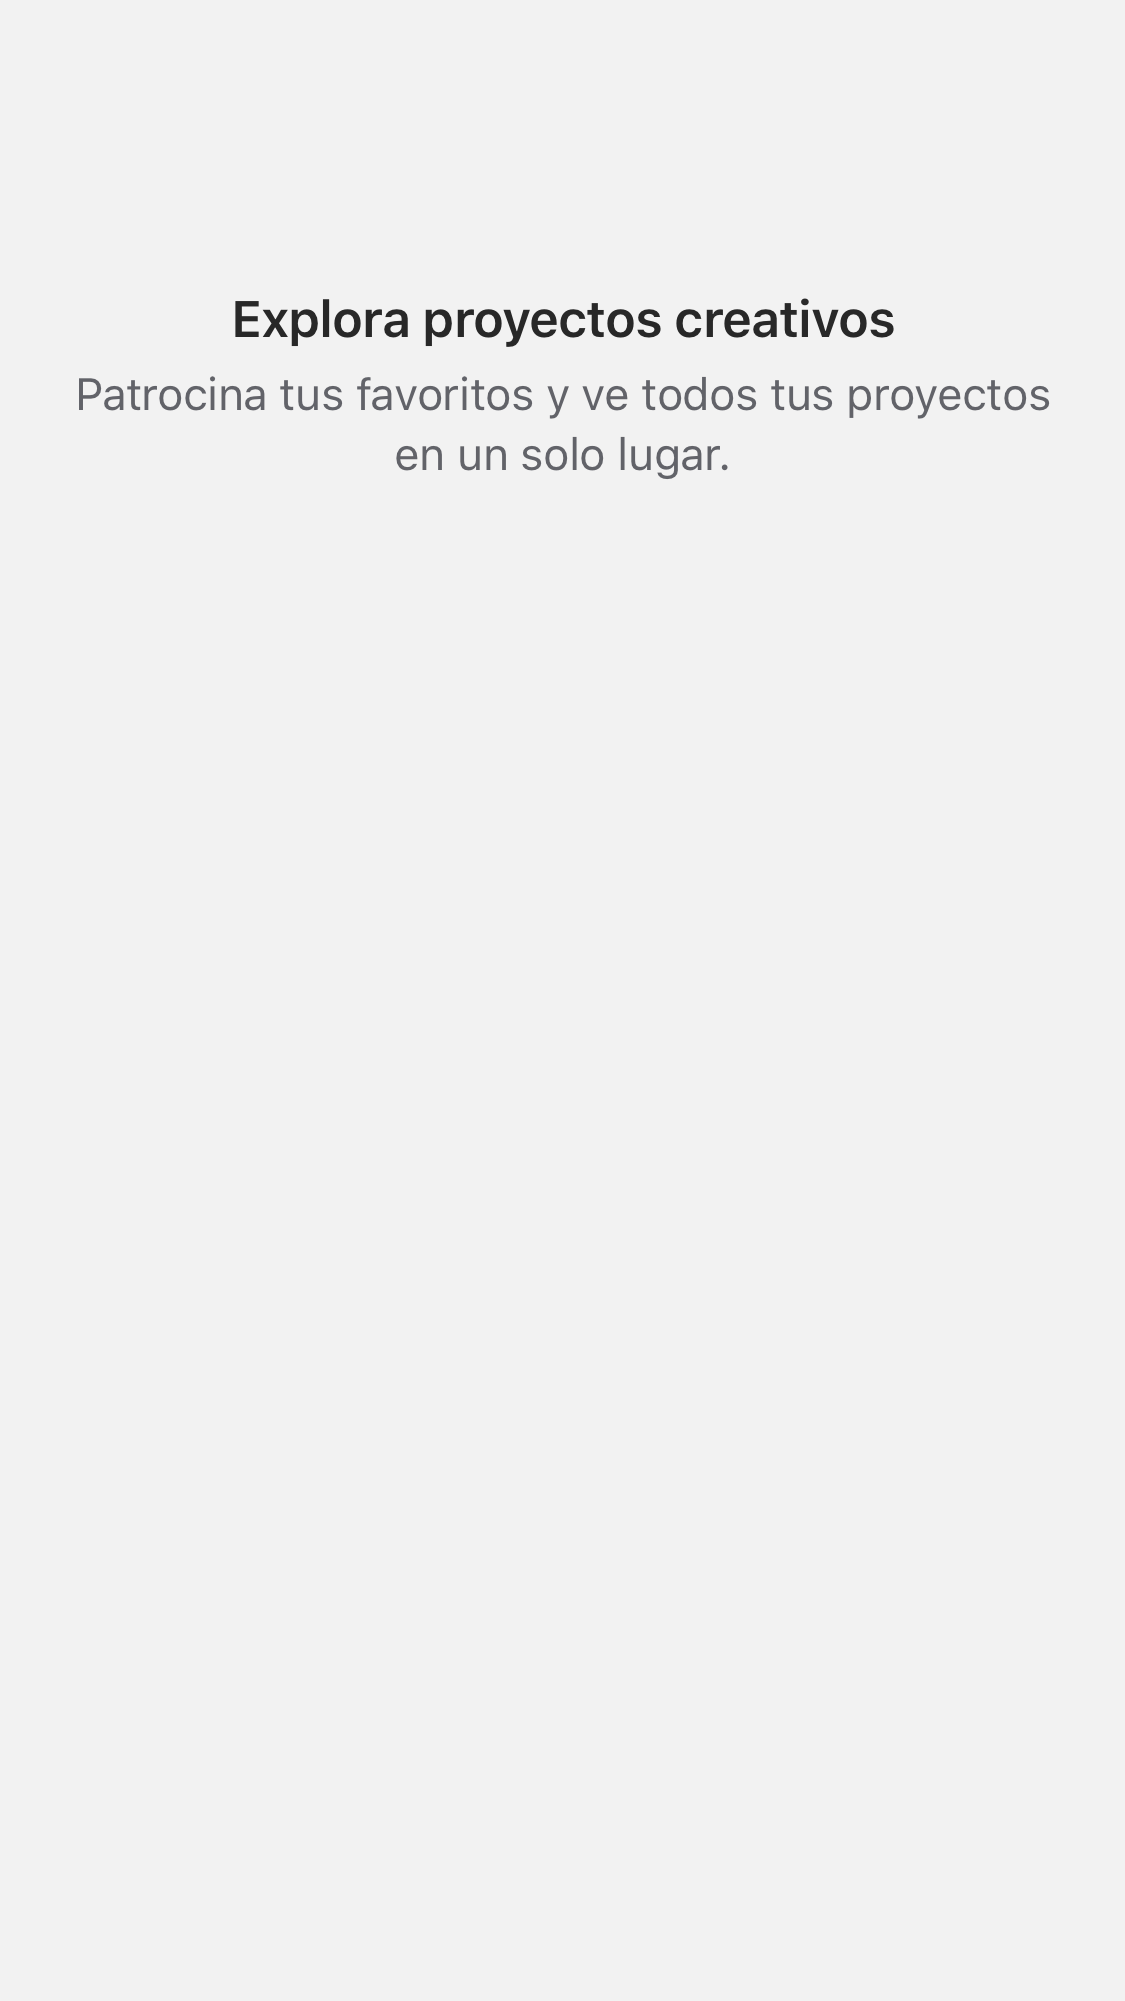 Explora proyectos creativos
Patrocina tus favoritos y ve todos tus proyectos
en un solo lugar.